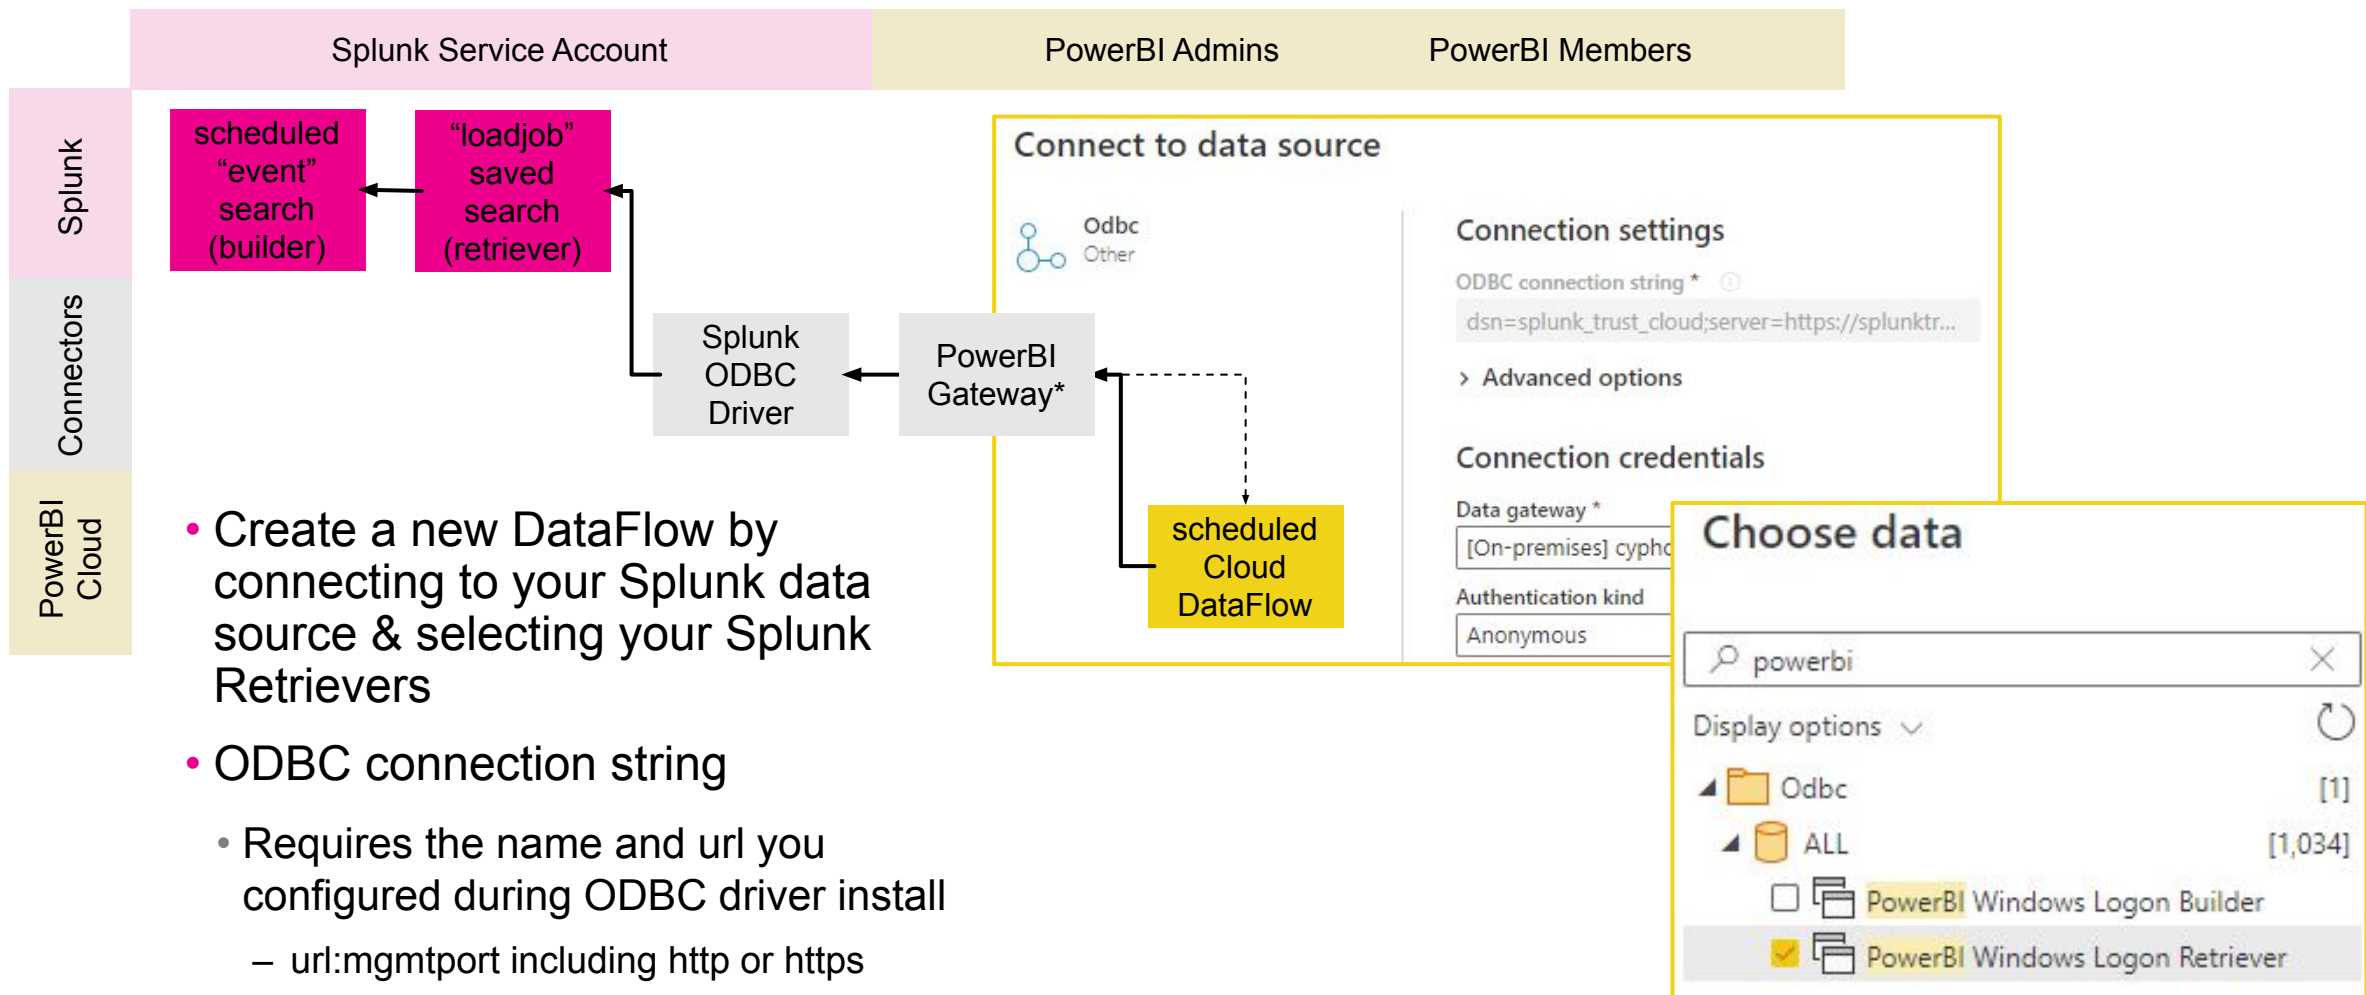 Splunk Service Account
PowerBI Admins
PowerBI Members
Splunk
Connectors
PowerBI
Cloud
scheduled
“event”
search
(builder)
“loadjob”
saved
search
(retriever)
Splunk
ODBC
Driver
PowerBI
Gateway*
scheduled
Cloud
DataFlow
Connect to data source
Odbc
Other
Connection settings
ODBC connection string *
dsn=splunk_trust_cloud;server=https://splunktr...
> Advanced options
Connection credentials
Data gateway *
[On-premises] cypho
Authentication kind
Anonymous
Choose data
powerbi
Display options
Odbc [1]
ALL [1,034]
PowerBI Windows Logon Builder
PowerBI Windows Logon Retriever
• Create a new DataFlow by
connecting to your Splunk data
source & selecting your Splunk
Retrievers
• ODBC connection string
• Requires the name and url you
configured during ODBC driver install
– url:mgmtport including http or https